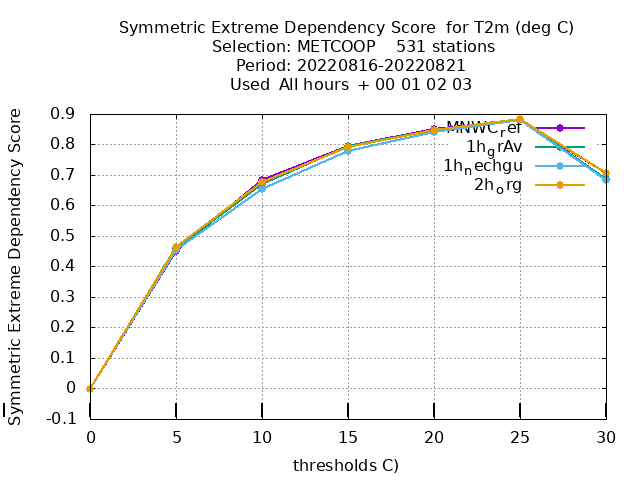 Symmetric Extreme Dependency Score for T2m (deg C)
Selection: METCOOP 531 stations
Period: 20220816-20220821
Used All hours + 00 01 02 03
Symmetric Extreme Dependency Score
0.9
0.8
0.7
0.6
0.5
0.4
0.3
0.2
0.1
0
-0.1
MNWC_ref
1h_grAv
1h_nechgu
2h_org
0 5 10 15 20 25 30
thresholds C)